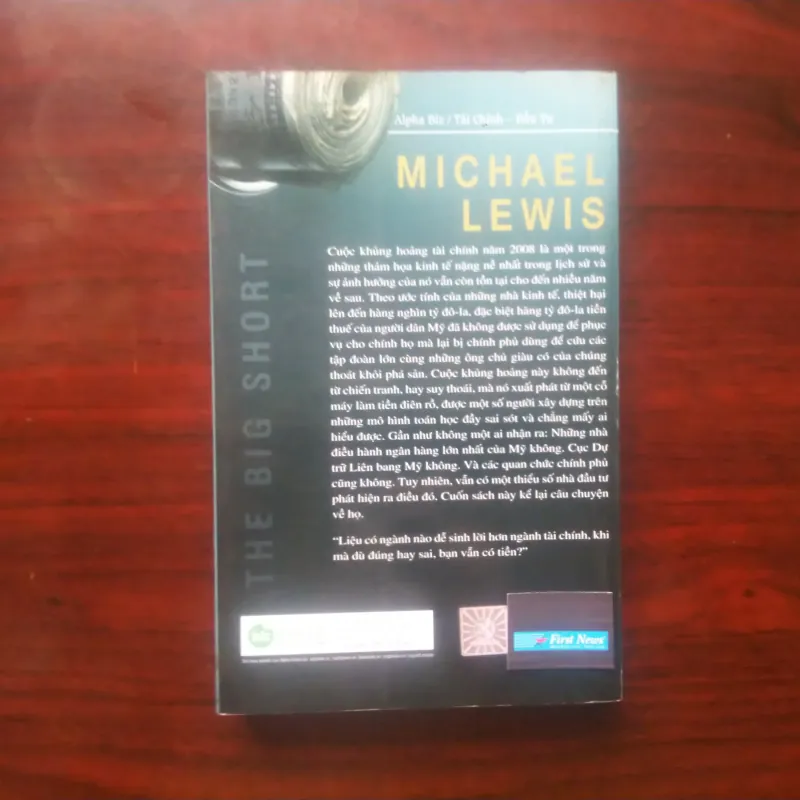 Alpha Biz / Tài Chính - Đầu Tư
MICHAEL
LEWIS
THE BIG SHORT
Cuộc khủng hoảng tài chính năm 2008 là một trong
những thảm họa kinh tế nặng nề nhất trong lịch sử và
sự ảnh hưởng của nó vẫn còn tồn tại cho đến nhiều năm
về sau. Theo ước tính của những nhà kinh tế, thiệt hại
lên đến hàng nghìn tỷ đô-la, đặc biệt hàng tỷ đô-la tiền
thuế của người dân Mỹ đã không được sử dụng để phục
vụ cho chính họ mà lại bị chính phủ dùng để cứu các
tập đoàn lớn cùng những ông chủ giàu có của chúng
thoát khỏi phá sản. Cuộc khủng hoảng này không đến
từ chiến tranh, hay suy thoái, mà nó xuất phát từ một cỗ
máy làm tiền điên rồ, được một số người xây dựng trên
những mô hình toán học đầy sai sót và chẳng mấy ai
hiểu được. Gần như không một ai nhận ra: Những nhà
điều hành ngân hàng lớn nhất của Mỹ không. Cục Dự
trữ Liên bang Mỹ không. Và các quan chức chính phủ
cũng không. Tuy nhiên, vẫn có một thiểu số nhà đầu tư
phát hiện ra điều đó. Cuốn sách này kể lại câu chuyện
về họ.
“Liệu có ngành nào dễ sinh lời hơn ngành tài chính, khi
mà dù đúng hay sai, bạn vẫn có tiền?”
First News